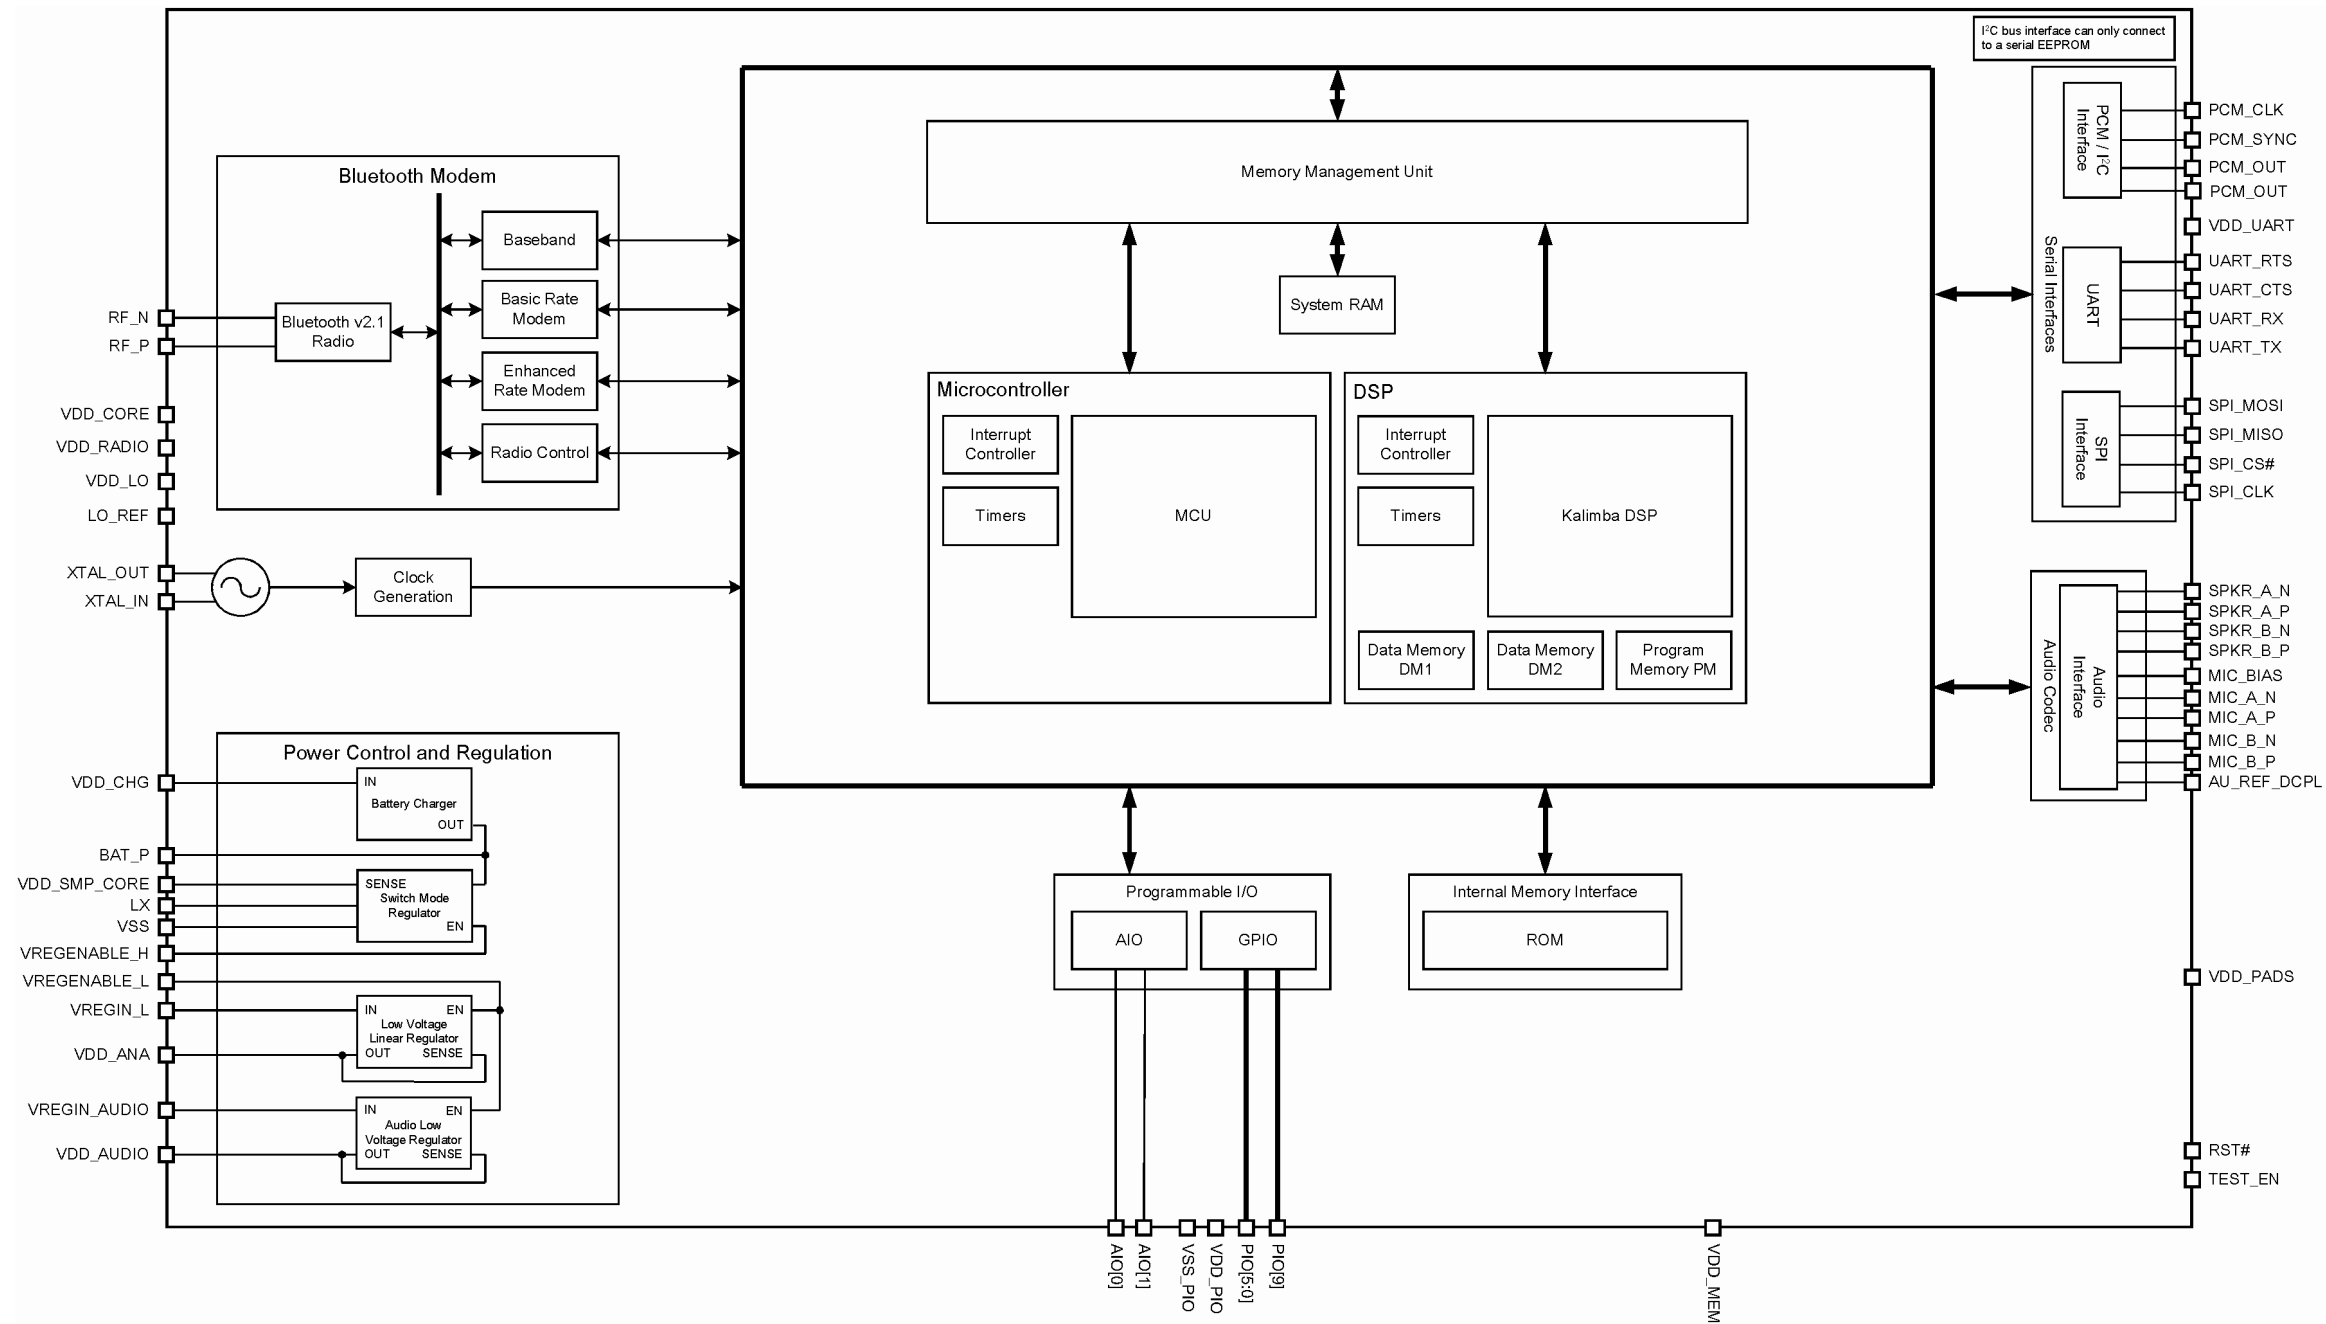 I²C bus interface can only connect
to a serial EEPROM
Bluetooth Modem
Baseband
Basic Rate
Modem
Enhanced
Rate Modem
Radio Control
Bluetooth v2.1
Radio
RF_N
RF_P
VDD_CORE
VDD_RADIO
VDD_LO
LO_REF
XTAL_OUT
XTAL_IN
Clock
Generation
Memory Management Unit
System RAM
Microcontroller
Interrupt
Controller
Timers
MCU
DSP
Interrupt
Controller
Timers
Kalimba DSP
Data Memory
DM1
Data Memory
DM2
Program
Memory PM
Serial Interfaces
PCM / I²C
Interface
PCM_CLK
PCM_SYNC
PCM_OUT
PCM_OUT
VDD_UART
UART
UART_RTS
UART_CTS
UART_RX
UART_TX
SPI
Interface
SPI_MOSI
SPI_MISO
SPI_CS#
SPI_CLK
Audio Codec
Audio
Interface
SPKR_A_N
SPKR_A_P
SPKR_B_N
SPKR_B_P
MIC_BIAS
MIC_A_N
MIC_A_P
MIC_B_N
MIC_B_P
AU_REF_DCPL
Power Control and Regulation
VDD_CHG
IN
Battery Charger
OUT
BAT_P
VDD_SMP_CORE
LX
VSS
VREGENABLE_H
SENSE
Switch Mode
Regulator
EN
VREGENABLE_L
VREGIN_L
VDD_ANA
IN EN
Low Voltage
Linear Regulator
OUT SENSE
VREGIN_AUDIO
VDD_AUDIO
IN EN
Audio Low
Voltage Regulator
OUT SENSE
Programmable I/O
AIO
GPIO
Internal Memory Interface
ROM
VDD_PADS
RST#
TEST_EN
AIO[0]
AIO[1]
VSS_PIO
VDD_PIO
PIO[5:0]
PIO[9]
VDD_MEM